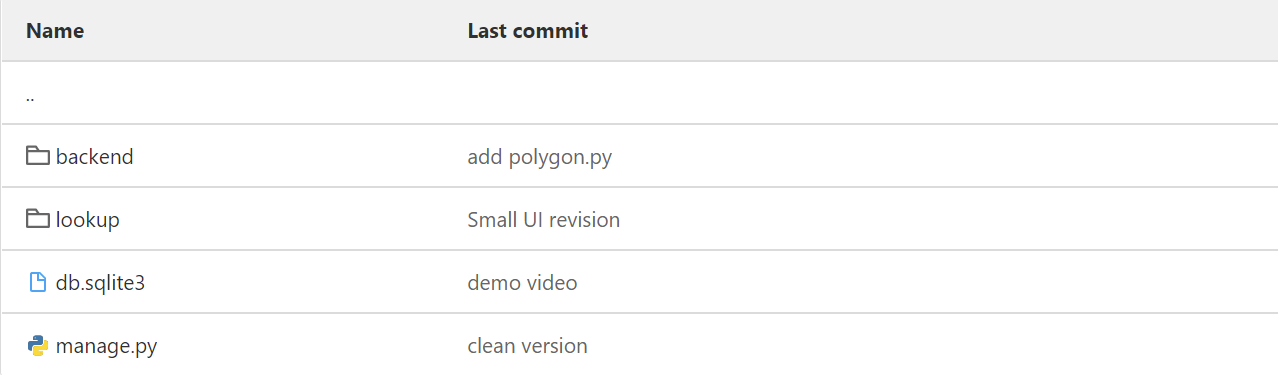 Name Last commit
..
backend add polygon.py
lookup Small UI revision
db.sqlite3 demo video
manage.py clean version